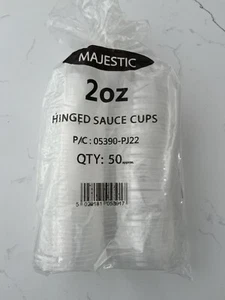 MAJESTIC
2oz
HINGED SAUCE CUPS
P/C: 05390-PJ22
QTY: 50